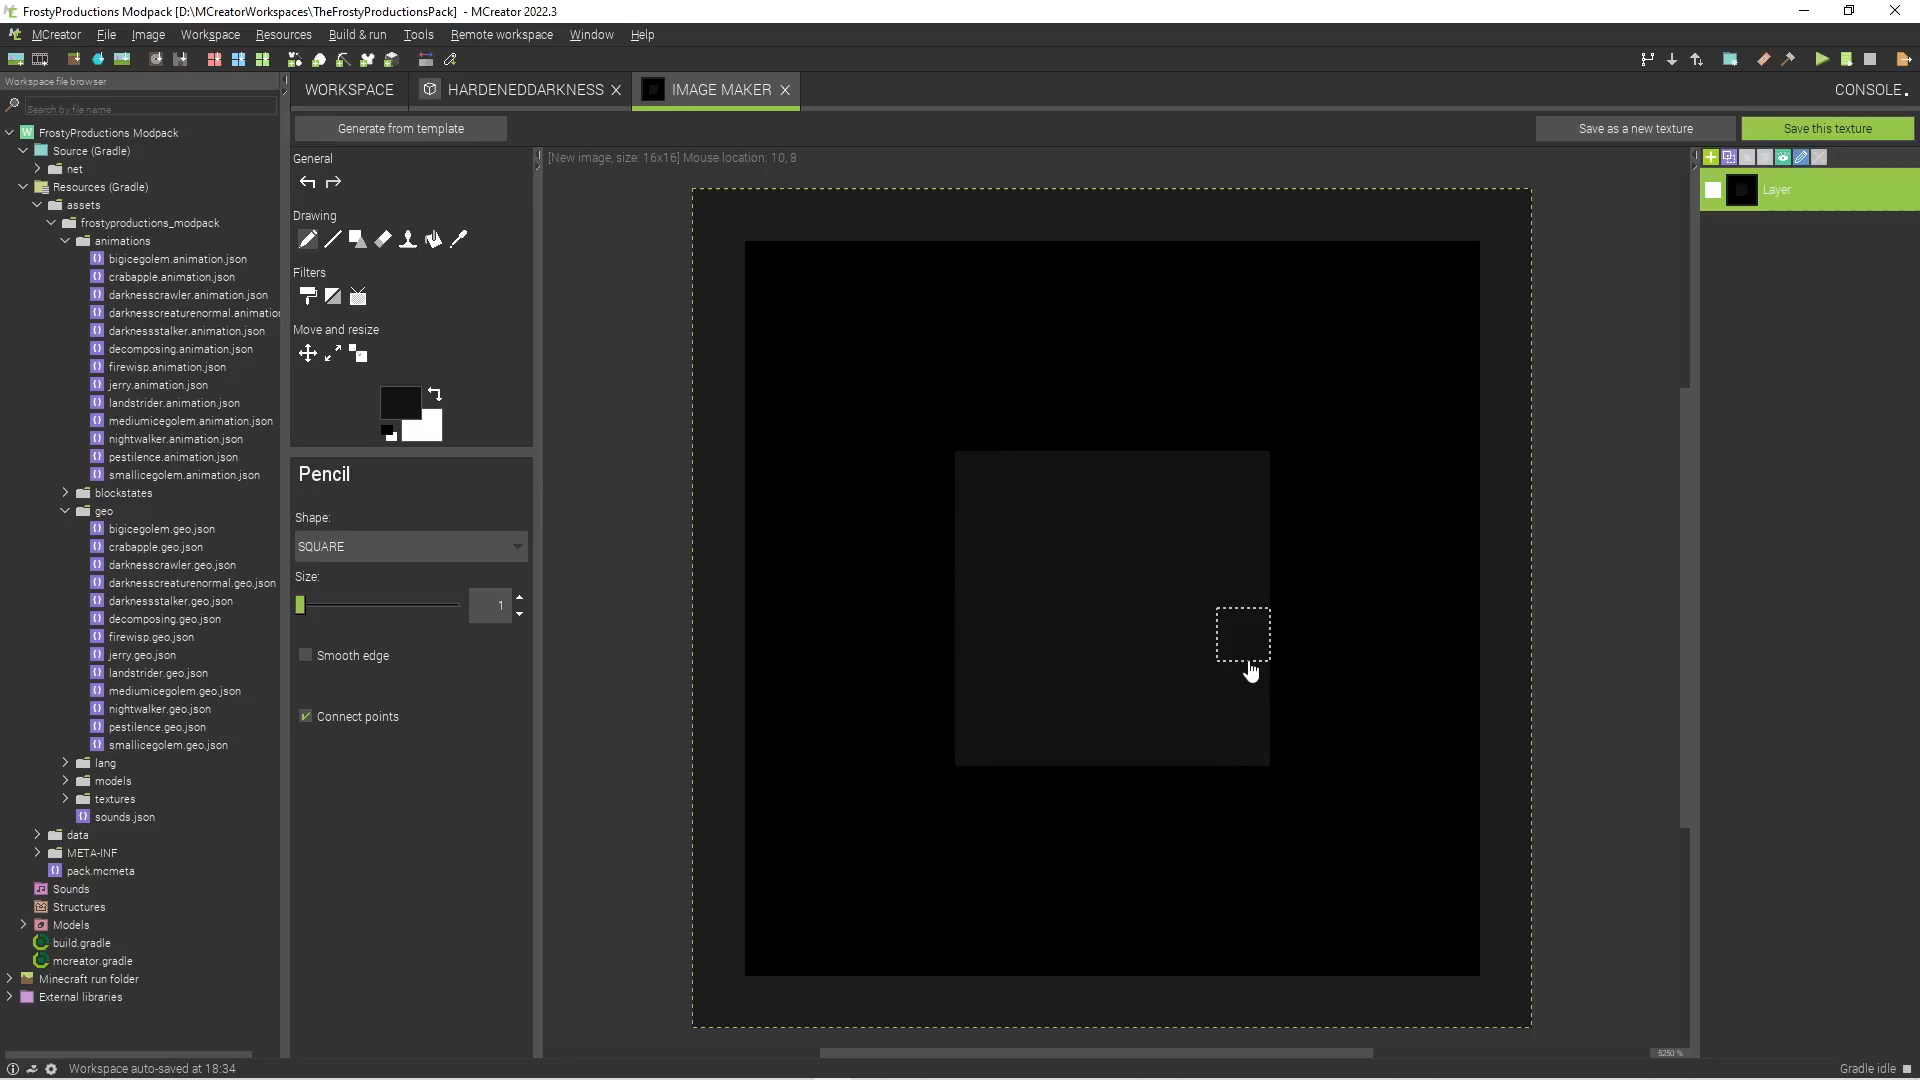 FrostyProductions Modpack [D:\MCreatorWorkspaces\TheFrostyProductionsPack] - MCreator 2022.3
MCreator File Image Workspace Resources Build & run Tools Remote workspace Window Help
Workspace file browser
Search by file name
FrostyProductions Modpack
Source (Gradle)
net
Resources (Gradle)
assets
frostyproductions_modpack
animations
bigicegolem.animation.json
crabapple.animation.json
darknesscrawler.animation.json
darknesscreaturenormal.animation
darknessstalker.animation.json
decomposing.animation.json
firewisp.animation.json
jerry.animation.json
landstrider.animation.json
mediumicegolem.animation.json
nightwalker.animation.json
pestilence.animation.json
smallicegolem.animation.json
blockstates
geo
bigicegolem.geo.json
crabapple.geo.json
darknesscrawler.geo.json
darknesscreaturenormal.geo.json
darknessstalker.geo.json
decomposing.geo.json
firewisp.geo.json
jerry.geo.json
landstrider.geo.json
mediumicegolem.geo.json
nightwalker.geo.json
pestilence.geo.json
smallicegolem.geo.json
lang
models
textures
sounds.json
data
META-INF
pack.mcmeta
Sounds
Structures
Models
build.gradle
mcreator.gradle
Minecraft run folder
External libraries
WORKSPACE HARDENEDDARKNESS IMAGE MAKER CONSOLE
Generate from template
Save as a new texture Save this texture
General
[New image, size: 16x16] Mouse location: 10, 8
Drawing
Filters
Move and resize
Pencil
Shape:
SQUARE
Size:
1
Smooth edge
Connect points
Layer
5250 %
Workspace auto-saved at 18:34
Gradle idle